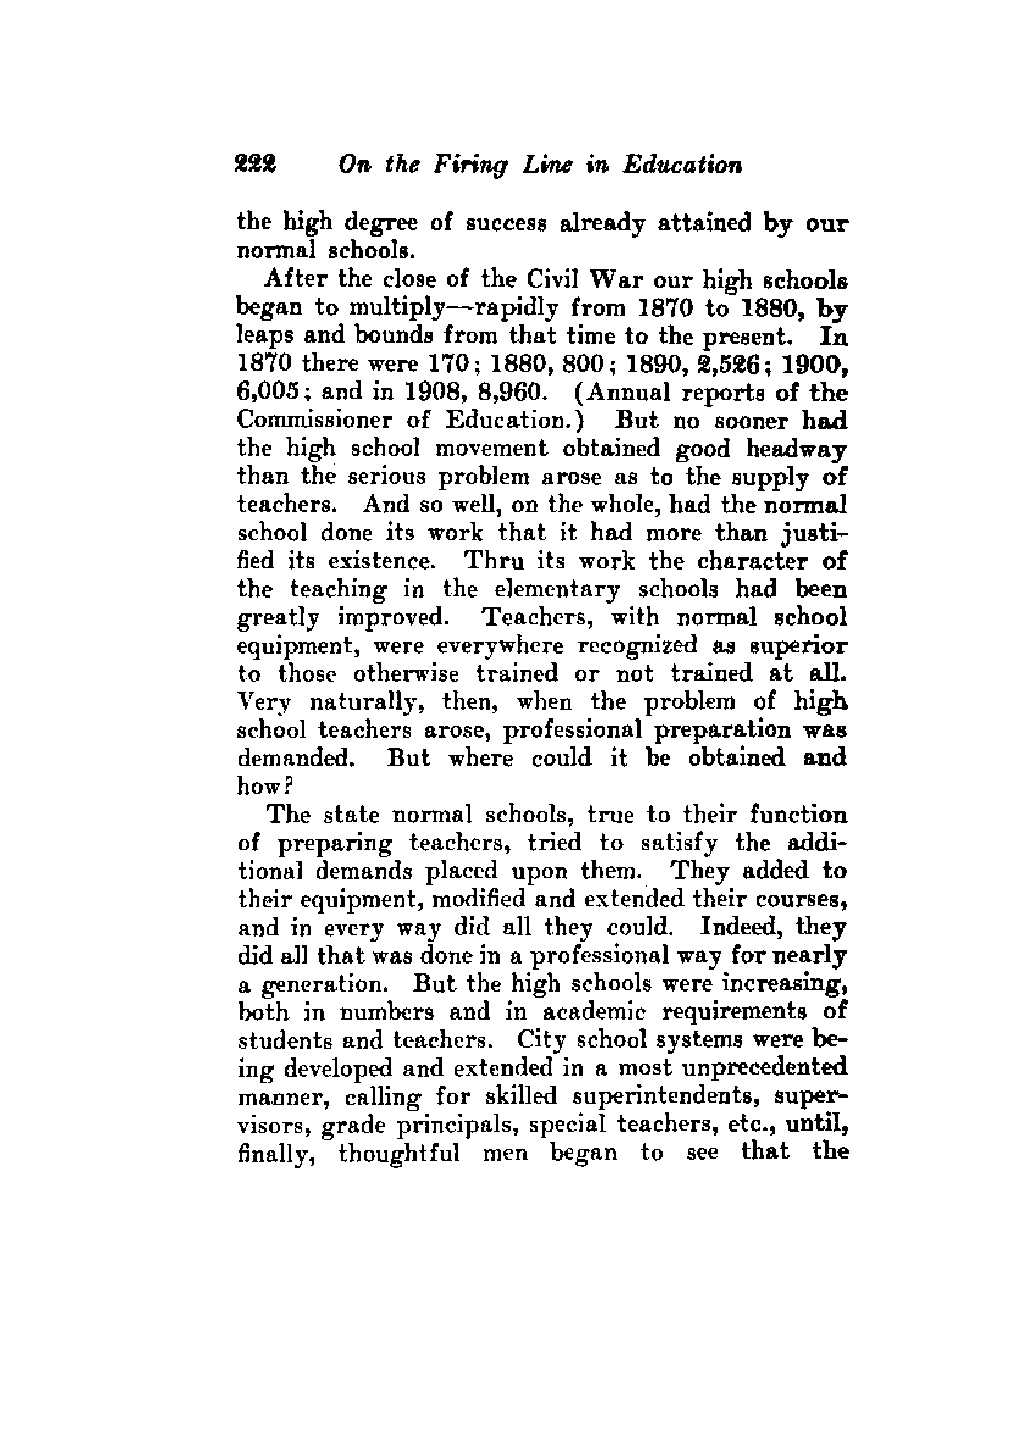 222 On the Firing Line in Education
the high degree of success already attained by our
normal schools.
After the close of the Civil War our high schools
began to multiply—rapidly from 1870 to 1880, by
leaps and bounds from that time to the present. In
1870 there were 170; 1880, 800; 1890, 2,526; 1900,
6,005; and in 1908, 8,960. (Annual reports of the
Commissioner of Education.) But no sooner had
the high school movement obtained good headway
than the serious problem arose as to the supply of
teachers. And so well, on the whole, had the normal
school done its work that it had more than justi-
fied its existence. Thru its work the character of
the teaching in the elementary schools had been
greatly improved. Teachers, with normal school
equipment, were everywhere recognized as superior
to those otherwise trained or not trained at all.
Very naturally, then, when the problem of high
school teachers arose, professional preparation was
demanded. But where could it be obtained and
how?
The state normal schools, true to their function
of preparing teachers, tried to satisfy the addi-
tional demands placed upon them. They added to
their equipment, modified and extended their courses,
and in every way did all they could. Indeed, they
did all that was done in a professional way for nearly
a generation. But the high schools were increasing,
both in numbers and in academic requirements of
students and teachers. City school systems were be-
ing developed and extended in a most unprecedented
manner, calling for skilled superintendents, super-
visors, grade principals, special teachers, etc., until,
finally, thoughtful men began to see that the